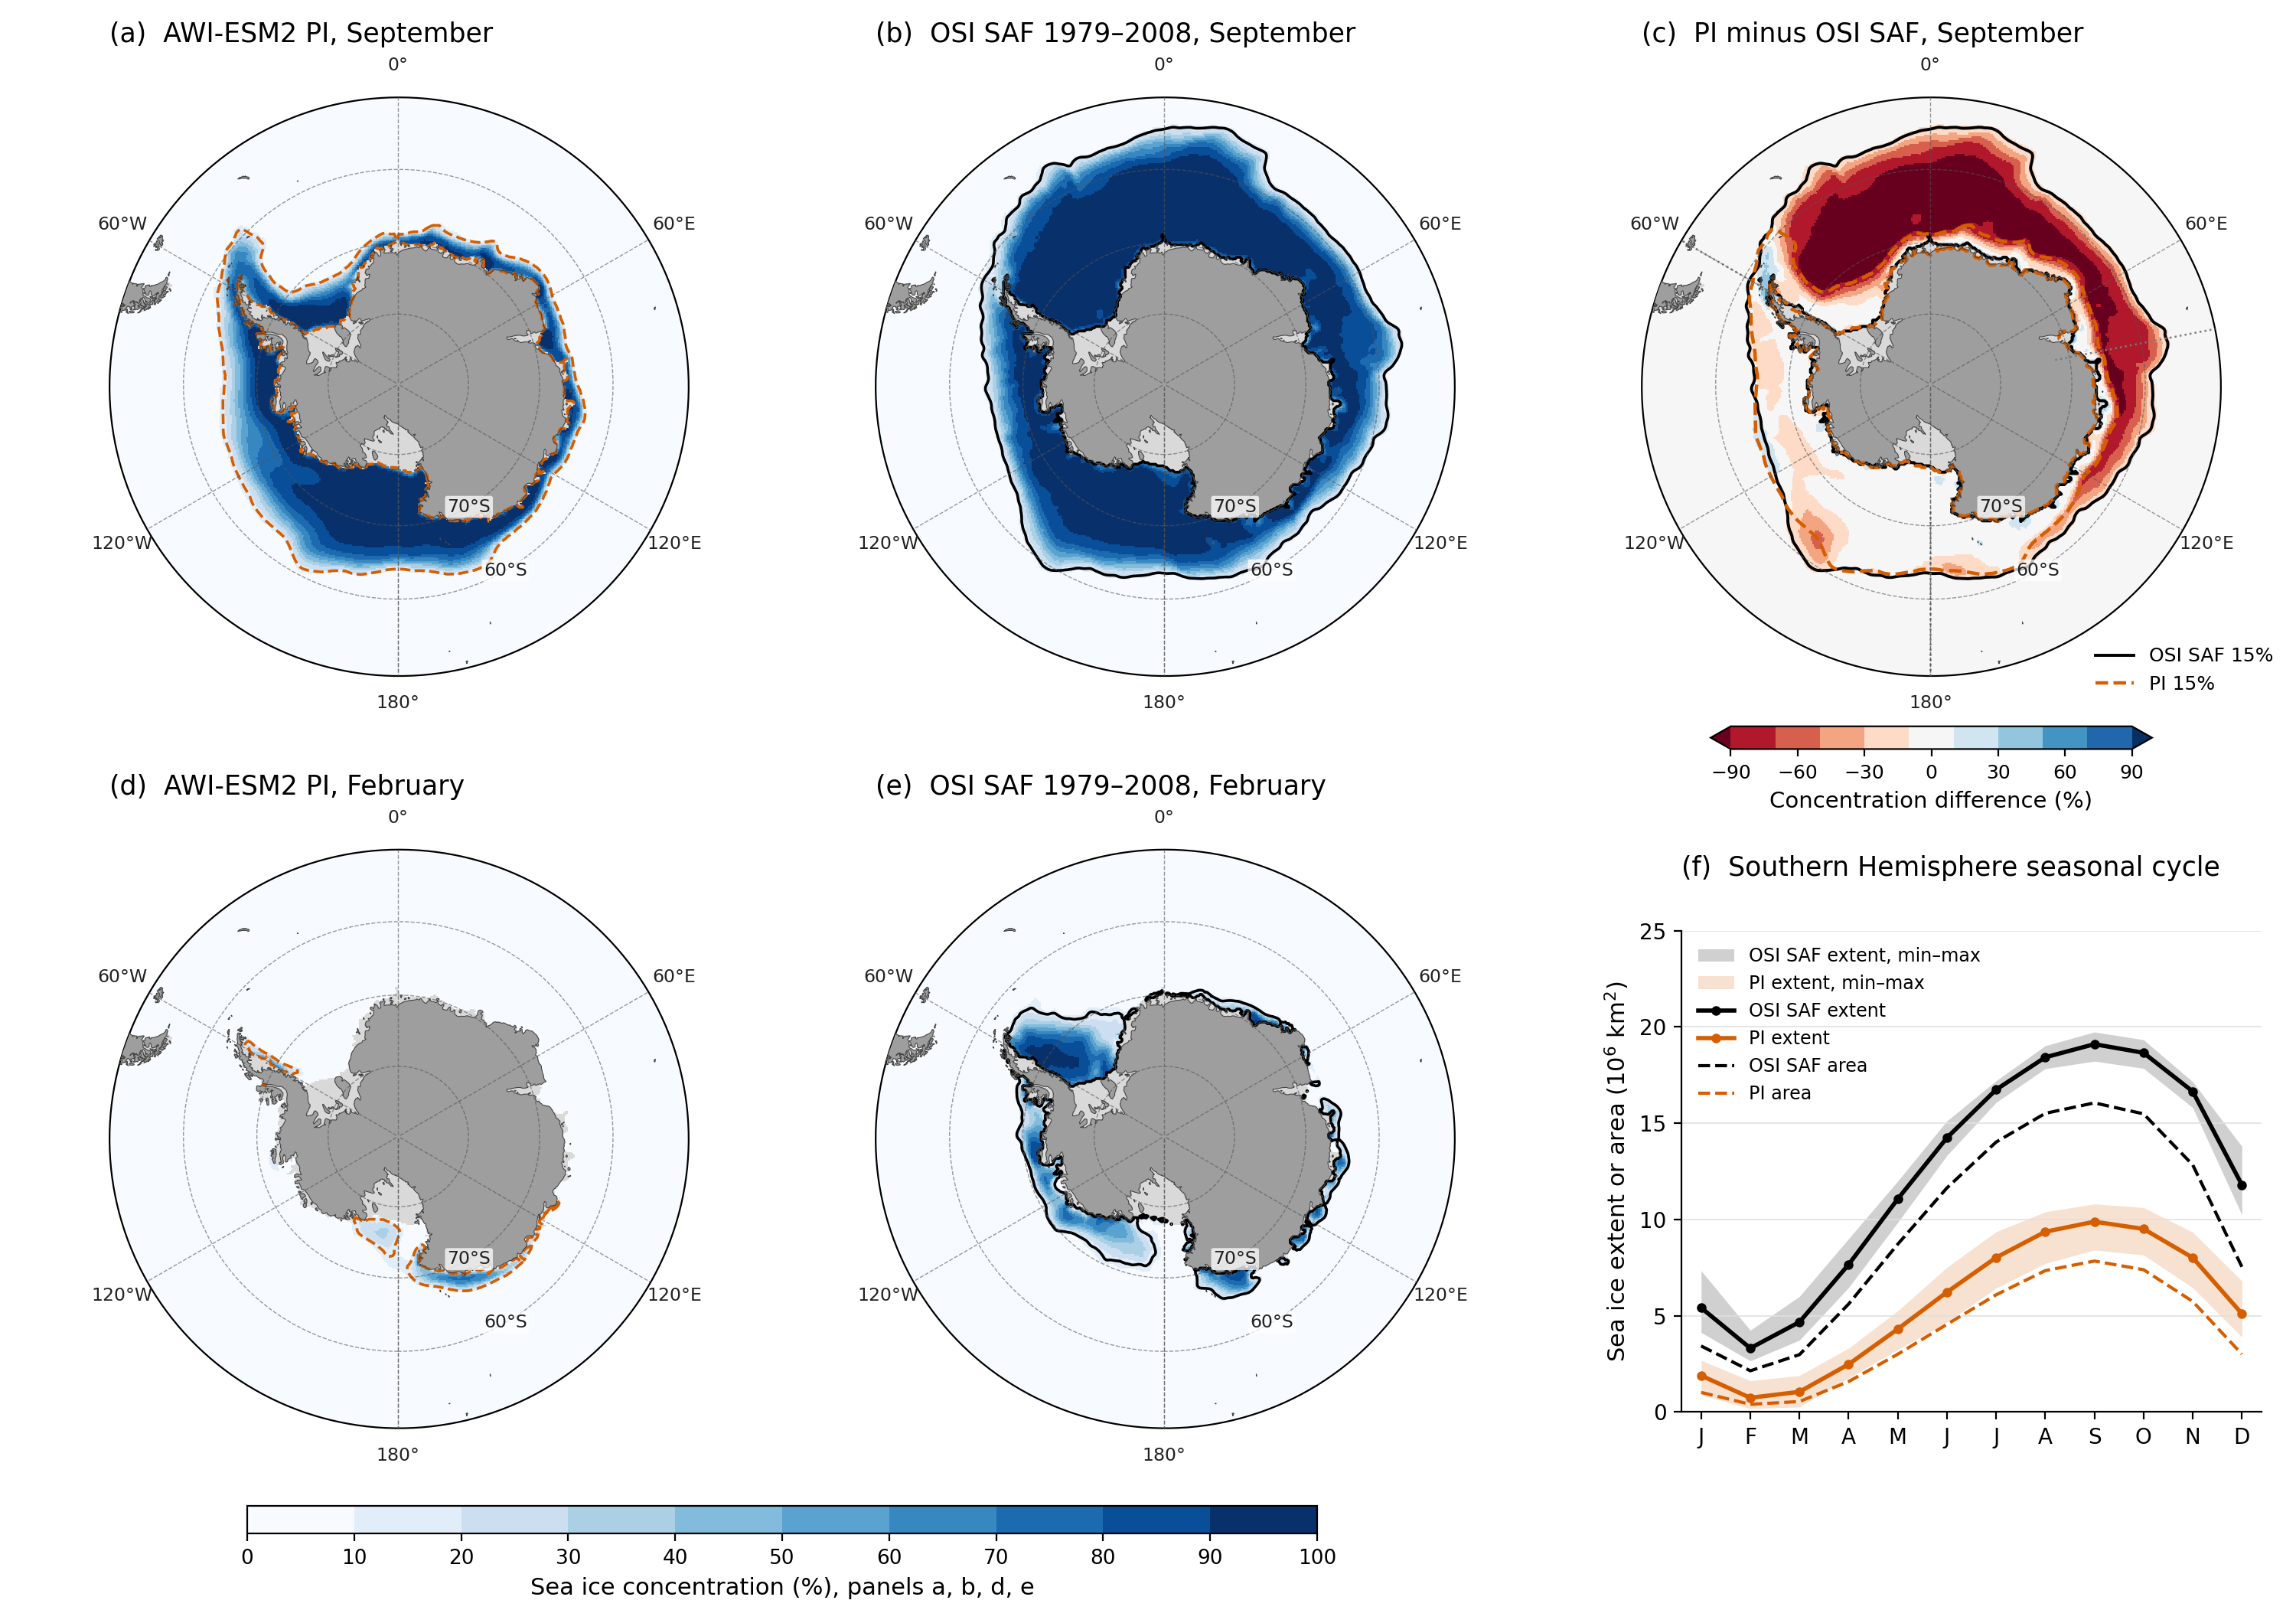 (a)  AWI-ESM2 PI, September
0°
60°W
60°E
120°W
120°E
70°S
60°S
180°
(b)  OSI SAF 1979–2008, September
0°
60°W
60°E
120°W
120°E
70°S
60°S
180°
(c)  PI minus OSI SAF, September
0°
60°W
60°E
120°W
120°E
70°S
60°S
180°
OSI SAF 15%
PI 15%
−90 −60 −30 0 30 60 90
Concentration difference (%)
(d)  AWI-ESM2 PI, February
0°
60°W
60°E
120°W
120°E
70°S
60°S
180°
(e)  OSI SAF 1979–2008, February
0°
60°W
60°E
120°W
120°E
70°S
60°S
180°
(f)  Southern Hemisphere seasonal cycle
Sea ice extent or area (10⁶ km²)
25
20
15
10
5
0
OSI SAF extent, min–max
PI extent, min–max
OSI SAF extent
PI extent
OSI SAF area
PI area
J F M A M J J A S O N D
0 10 20 30 40 50 60 70 80 90 100
Sea ice concentration (%), panels a, b, d, e